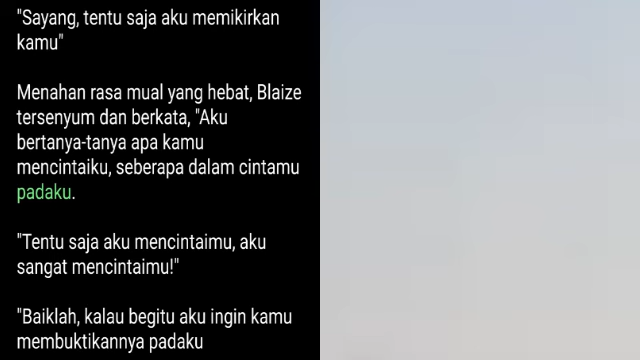 "Sayang, tentu saja aku memikirkan
kamu"
Menahan rasa mual yang hebat, Blaize
tersenyum dan berkata, "Aku
bertanya-tanya apa kamu
mencintaiku, seberapa dalam cintamu
padaku.
"Tentu saja aku mencintaimu, aku
sangat mencintaimu!"
"Baiklah, kalau begitu aku ingin kamu
membuktikannya padaku